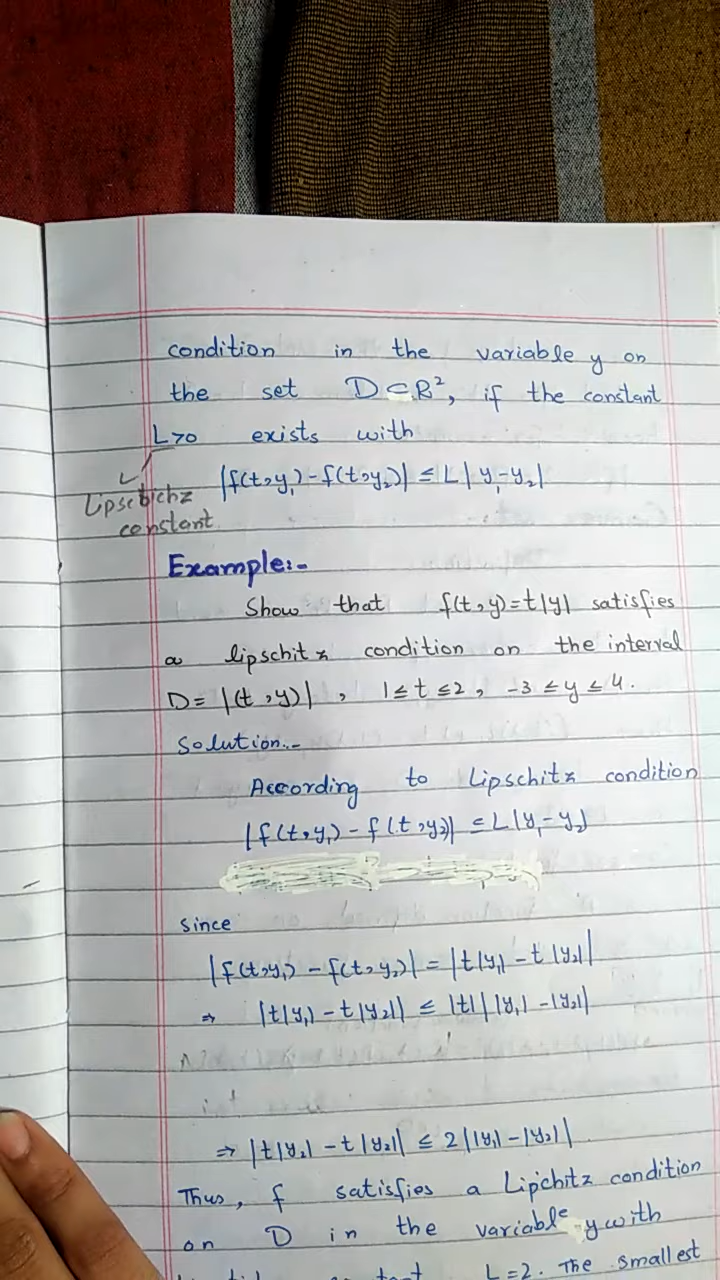 condition in the variable y on
the set D⊂R², if the constant
L>0 exists with
|f(t,y₁)-f(t,y₂)| ≤ L| y₁-y₂|
Lipscbichz
constant
Example:-
Show that f(t,y)=t|y| satisfies
a lipschitz condition on the interval
D= |(t,y)| , 1≤t≤2, -3≤y≤4.
Solution:-
According to Lipschitz condition
|f(t,y₁) - f(t,y₂)| ≤ L|y₁-y₂|
since
|f(t,y₁) - f(t,y₂)| = |t|y₁| - t|y₂||
⇒ |t|y₁| - t|y₂|| ≤ |t| ||y₁| - |y₂||
⇒ |t|y₂| - t|y₂|| ≤ 2||y₁| - |y₂||
Thus, f satisfies a Lipchitz condition
on D in the variable y with
L=2. The smallest